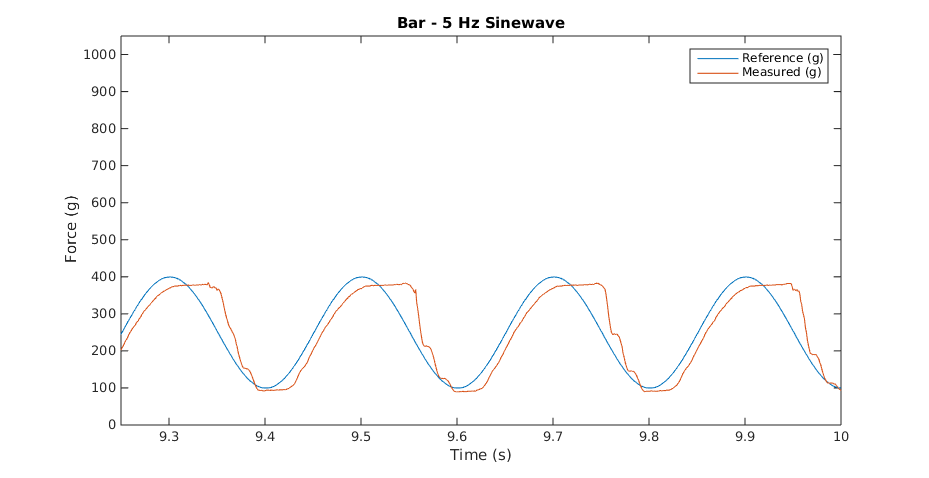 Bar - 5 Hz Sinewave
1000
900
800
700
600
500
400
300
200
100
0
Force (g)
Reference (g)
Measured (g)
9.3 9.4 9.5 9.6 9.7 9.8 9.9 10
Time (s)